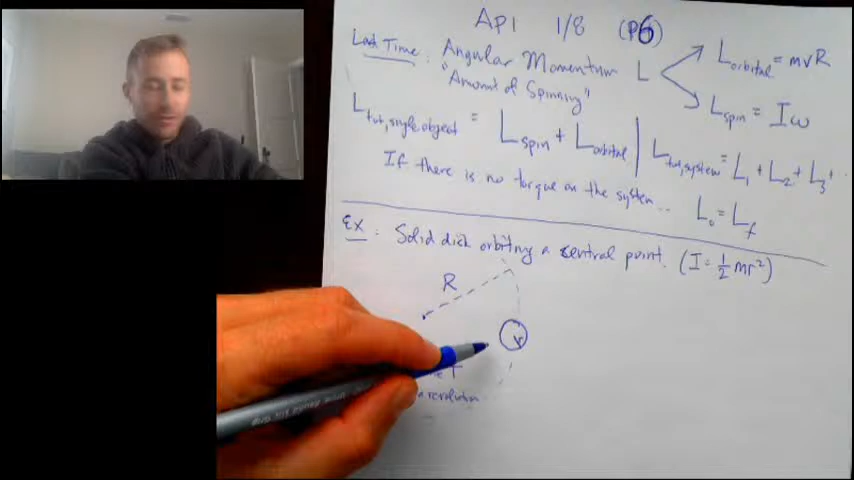 AP1 1/8 (P6)
Last Time: Angular Momentum L
"Amount of Spinning"
L orbital = mvR
L spin = Iω
L tot, single object = L spin + L orbital
L tot, system = L1 + L2 + L3 + ...
If there is no torque on the system... L₀ = L f
Ex: Solid disk orbiting a central point. (I = 1/2 mr²)
R
r
T
a revolution